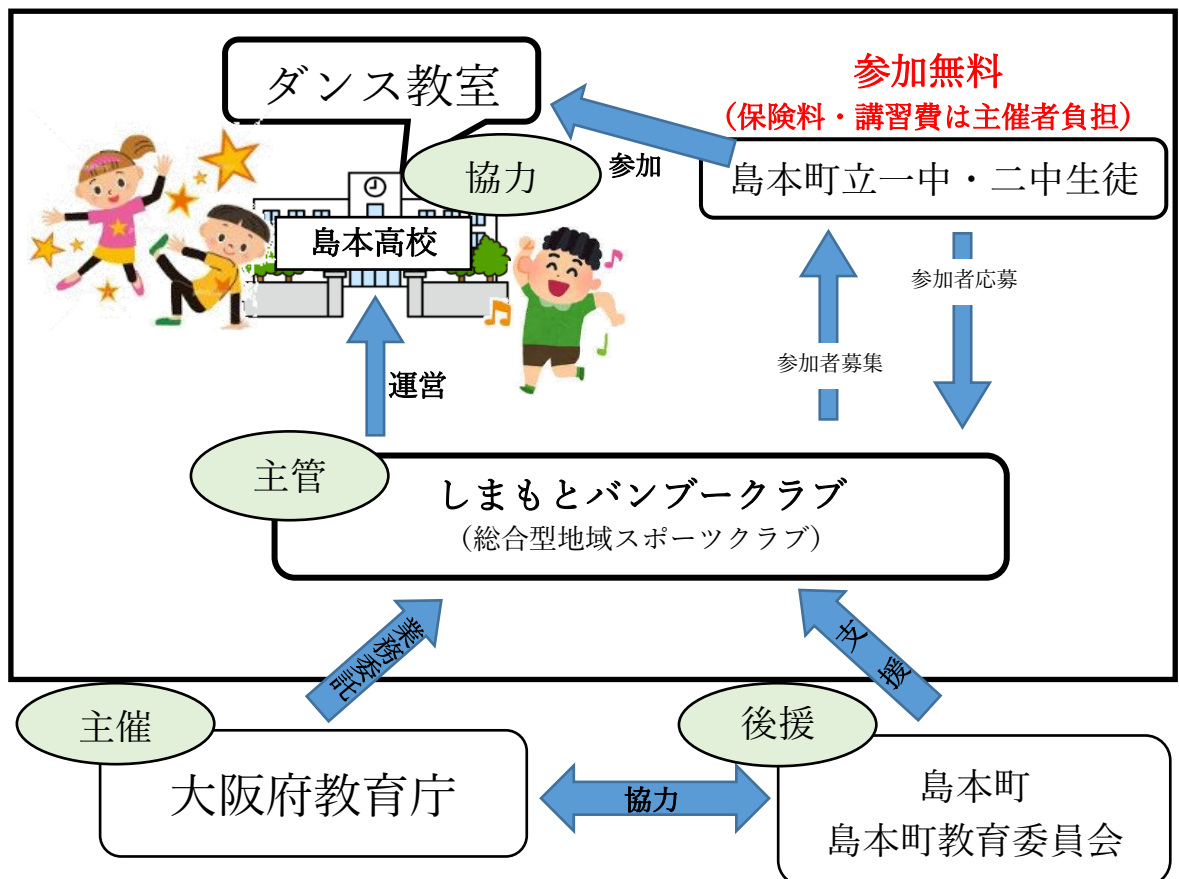 ダンス教室
参加無料
（保険料・講習費は主催者負担）
協力
参加
島本町立一中・二中生徒
島本高校
参加者応募
参加者募集
運営
主管
しまもとバンブークラブ
（総合型地域スポーツクラブ）
業務委託
支援
主催
後援
大阪府教育庁
協力
島本町
島本町教育委員会